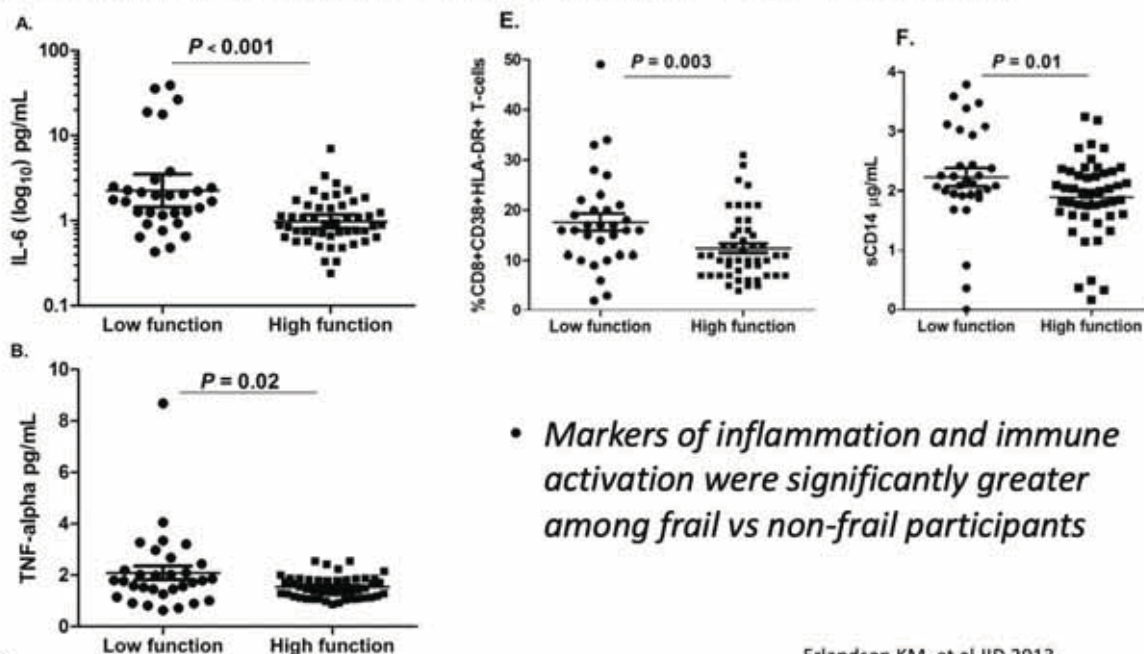 A.
P < 0.001
IL-6 (log10) pg/mL
100
10
1
0.1
Low function
High function
B.
P = 0.02
TNF-alpha pg/mL
10
8
6
4
2
0
Low function
High function
E.
P = 0.003
%CD8+CD38+HLA-DR+ T-cells
50
40
30
20
10
0
Low function
High function
F.
P = 0.01
sCD14 µg/mL
4
3
2
1
0
Low function
High function
• Markers of inflammation and immune
activation were significantly greater
among frail vs non-frail participants